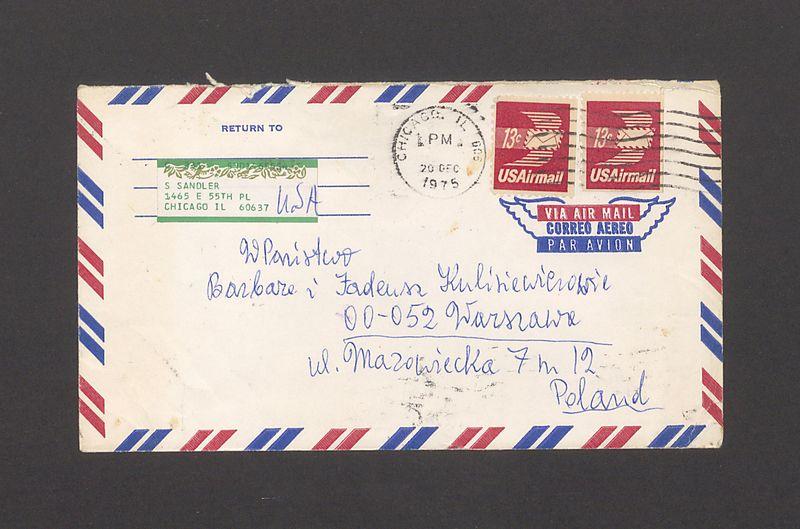 RETURN TO
S SANDLER
1465 E 55TH PL
CHICAGO IL 60637 USA
CHICAGO, IL
PM
20 DEC
1975
606
13c
USAirmail
13c
USAirmail
VIA AIR MAIL
CORREO AEREO
PAR AVION
WPaństwo
Barbara i Tadeusz Kulisiewiczowie
00-052 Warszawa
ul. Mazowiecka 7 m 12
Poland